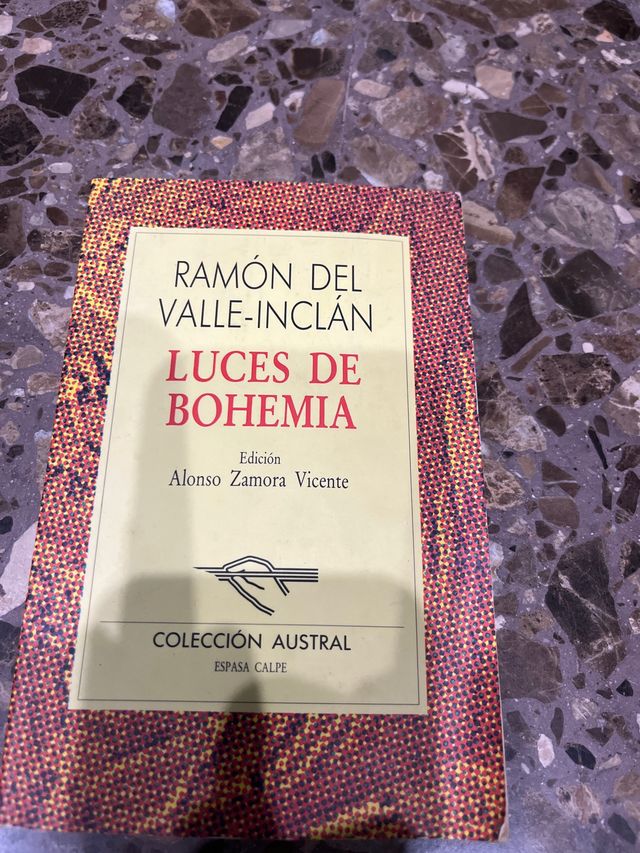 RAMÓN DEL
VALLE-INCLÁN
LUCES DE
BOHEMIA
Edición
Alonso Zamora Vicente
COLECCIÓN AUSTRAL
ESPASA CALPE